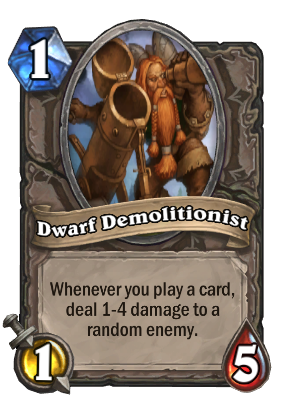 1
Dwarf Demolitionist
Whenever you play a card,
deal 1-4 damage to a
random enemy.
1
5